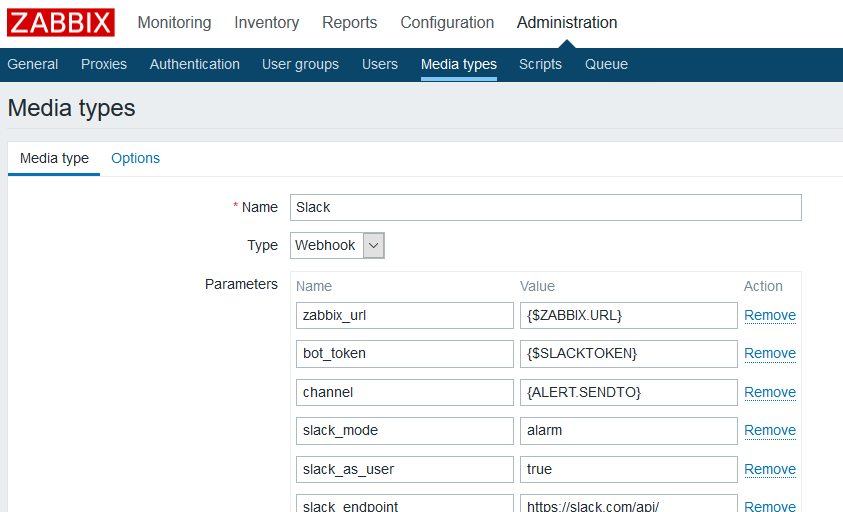 ZABBIX Monitoring Inventory Reports Configuration Administration
General Proxies Authentication User groups Users Media types Scripts Queue
Media types
Media type Options
* Name Slack
Type Webhook
Parameters Name Value Action
zabbix_url {$ZABBIX.URL} Remove
bot_token {$SLACKTOKEN} Remove
channel {ALERT.SENDTO} Remove
slack_mode alarm Remove
slack_as_user true Remove
slack_endpoint https://slack.com/api/ Remove